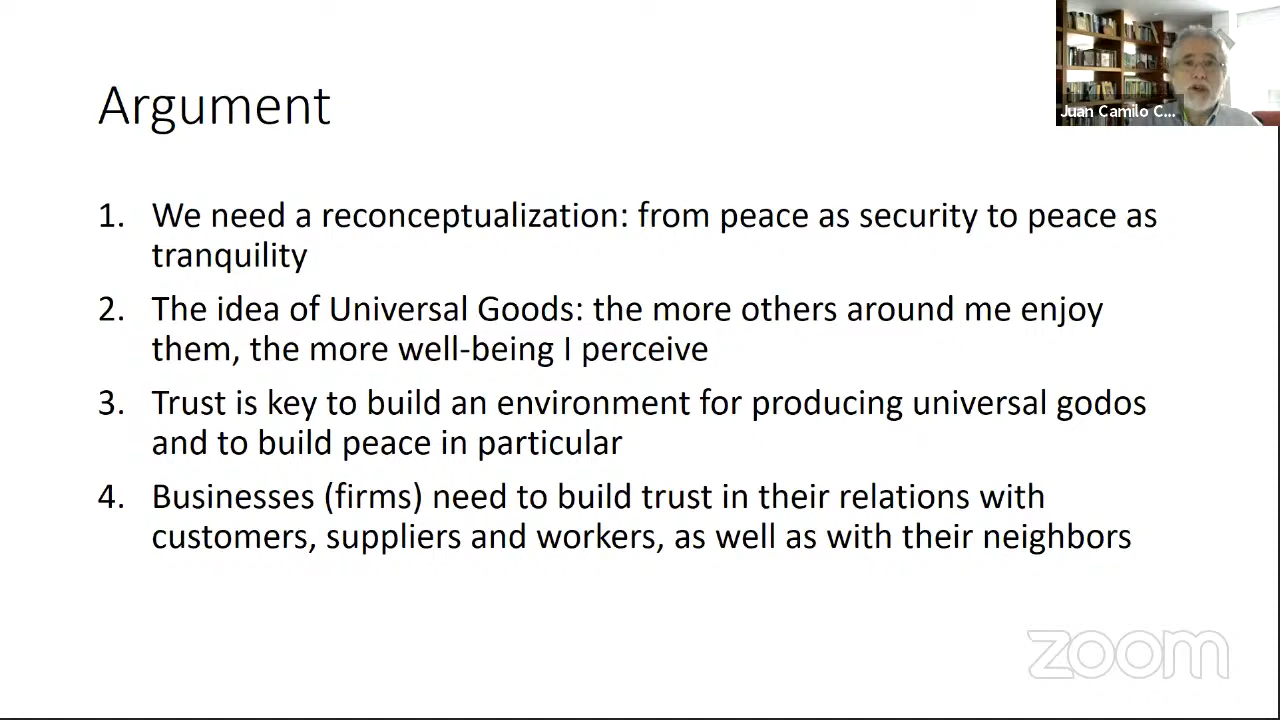 Argument
Juan Camilo C...
1. We need a reconceptualization: from peace as security to peace as
tranquility
2. The idea of Universal Goods: the more others around me enjoy
them, the more well-being I perceive
3. Trust is key to build an environment for producing universal godos
and to build peace in particular
4. Businesses (firms) need to build trust in their relations with
customers, suppliers and workers, as well as with their neighbors
zoom